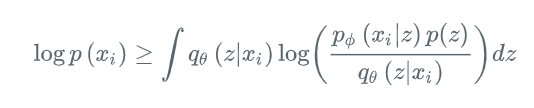 log p (x_i) ≥ ∫ q_θ (z|x_i) log( p_ϕ (x_i|z) p(z) / q_θ (z|x_i) ) dz